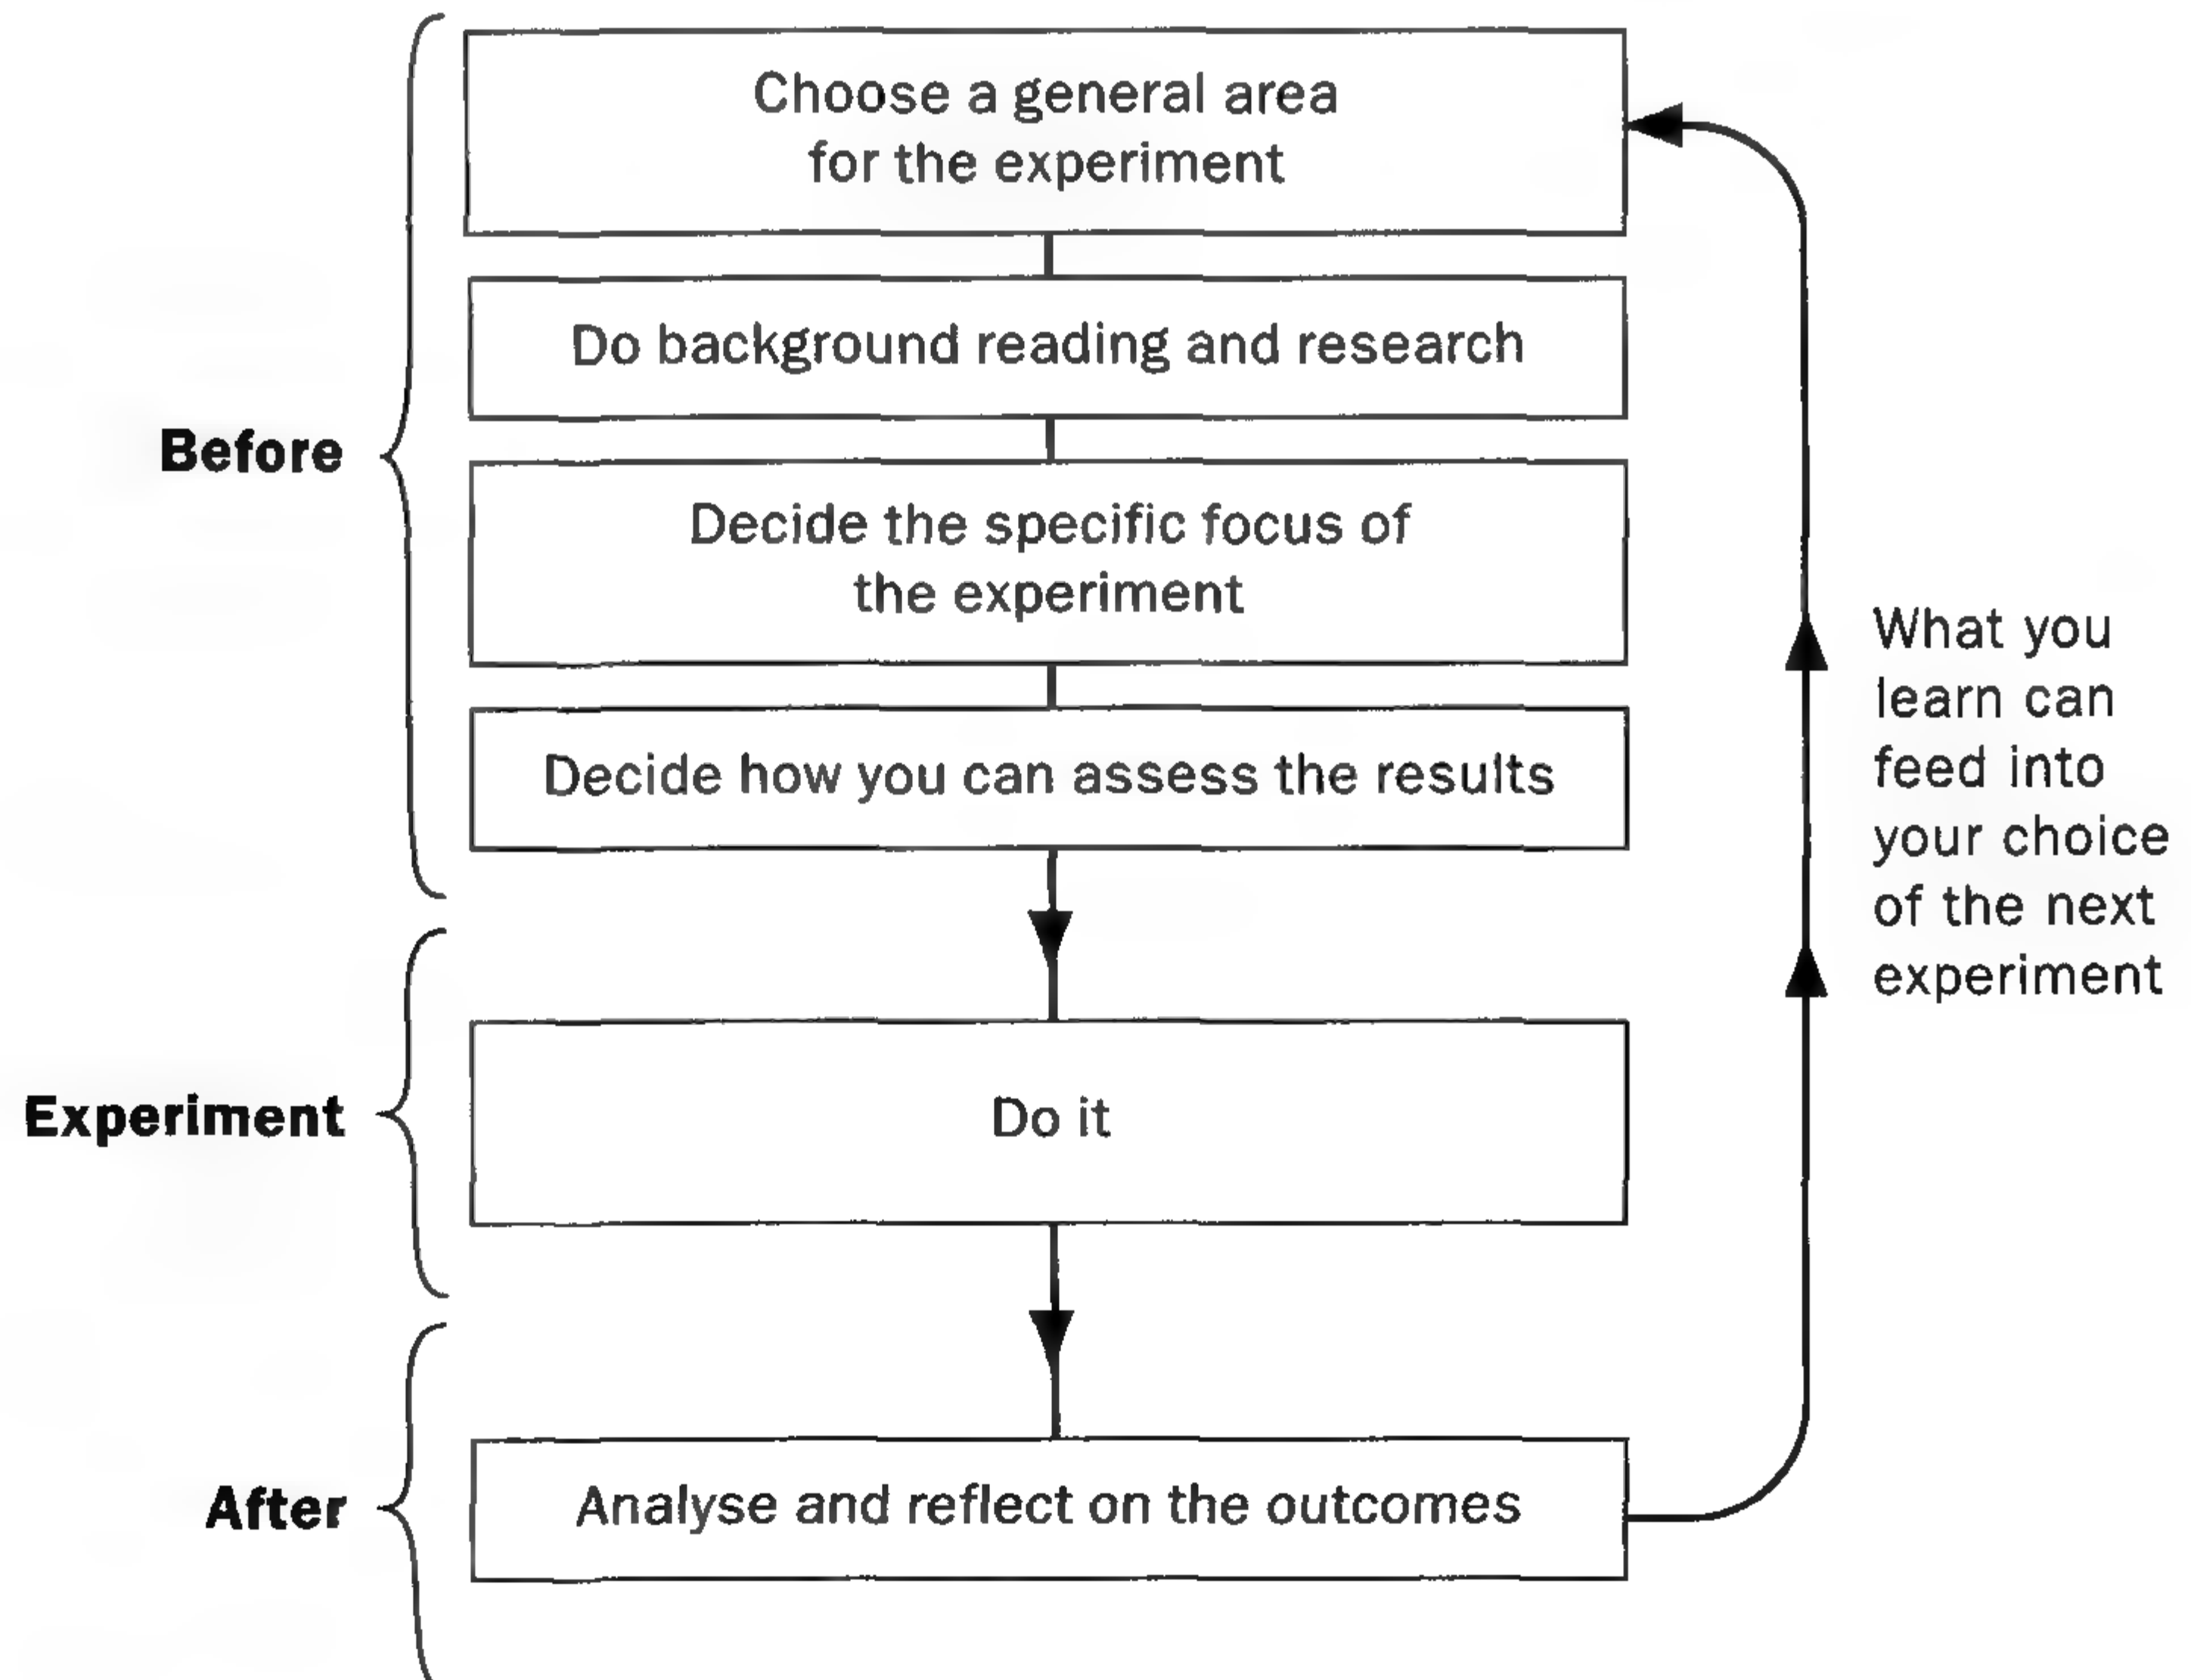 Choose a general area
for the experiment
Do background reading and research
Before
Decide the specific focus of
the experiment
Decide how you can assess the results
What you
learn can
feed into
your choice
of the next
experiment
Experiment
Do it
After
Analyse and reflect on the outcomes